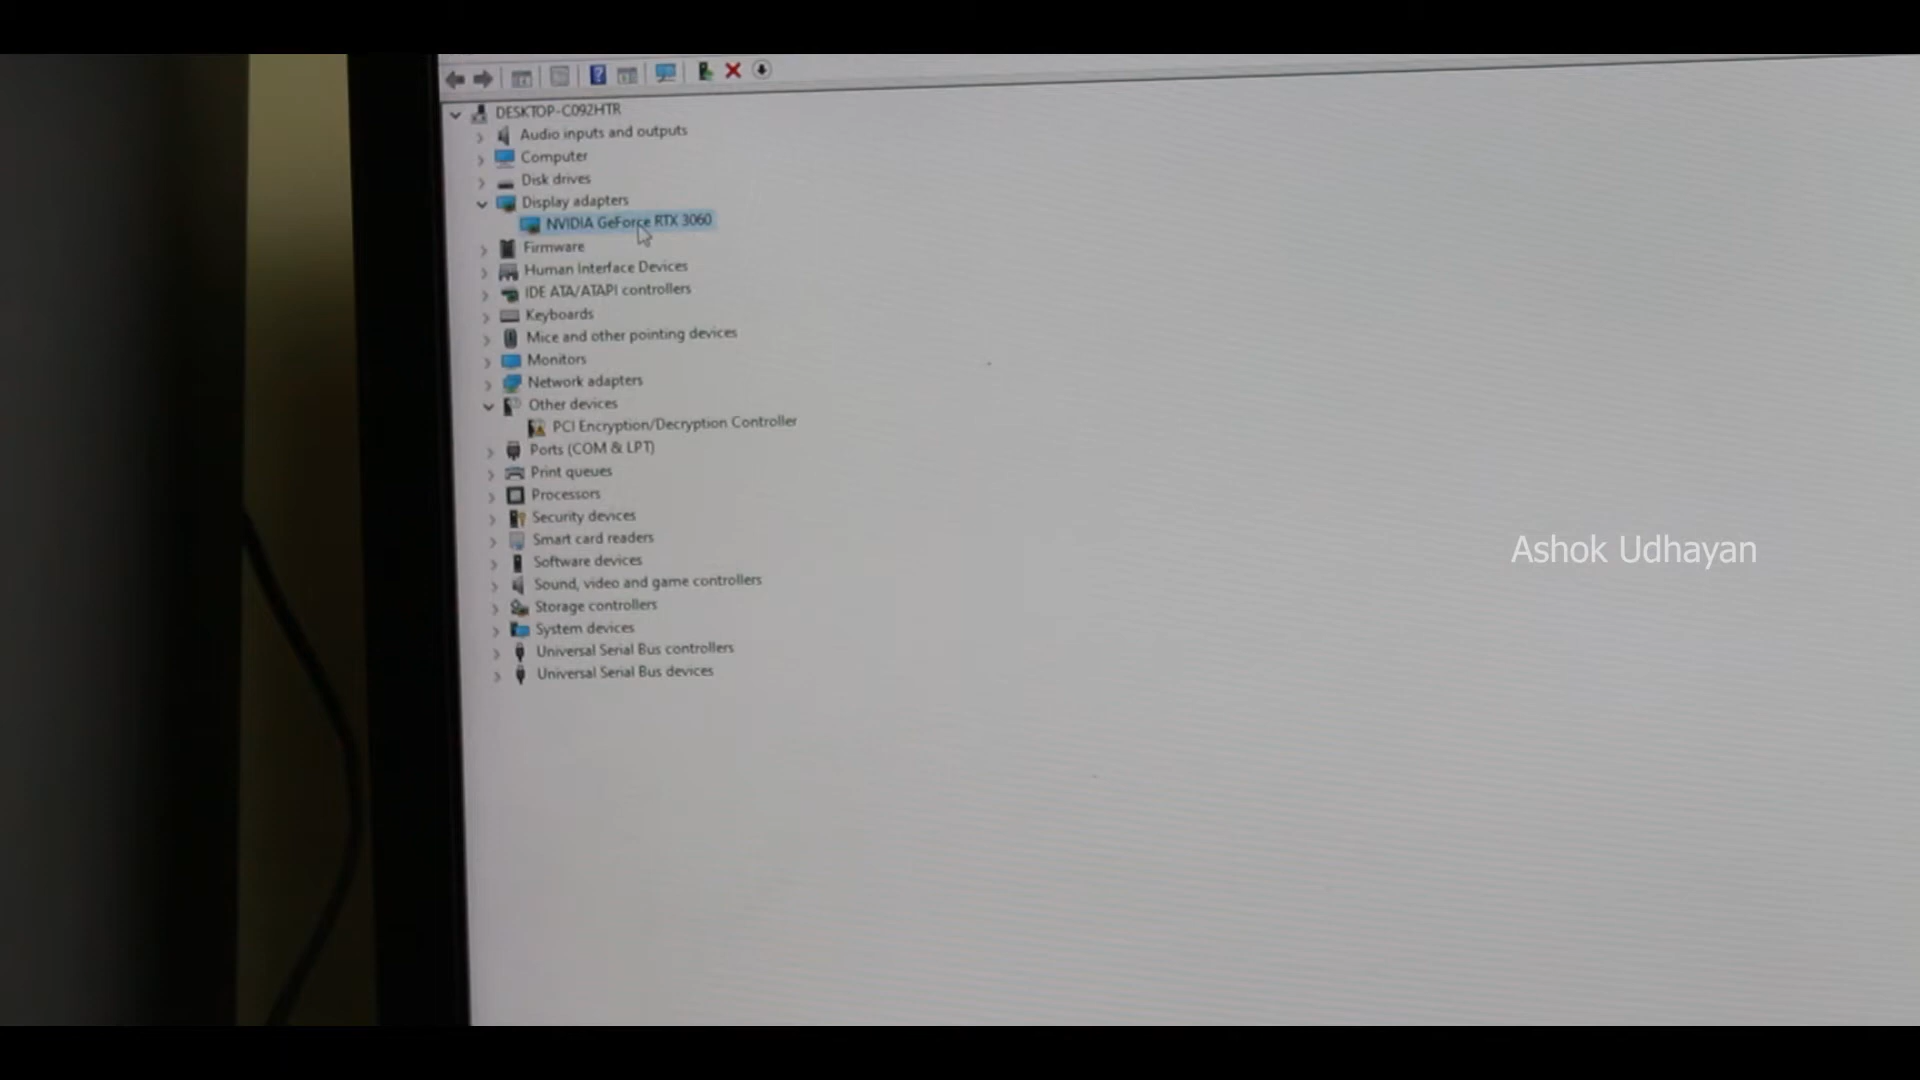 DESKTOP-C092HTR
Audio inputs and outputs
Computer
Disk drives
Display adapters
NVIDIA GeForce RTX 3060
Firmware
Human Interface Devices
IDE ATA/ATAPI controllers
Keyboards
Mice and other pointing devices
Monitors
Network adapters
Other devices
PCI Encryption/Decryption Controller
Ports (COM & LPT)
Print queues
Processors
Security devices
Smart card readers
Software devices
Sound, video and game controllers
Storage controllers
System devices
Universal Serial Bus controllers
Universal Serial Bus devices
Ashok Udhayan